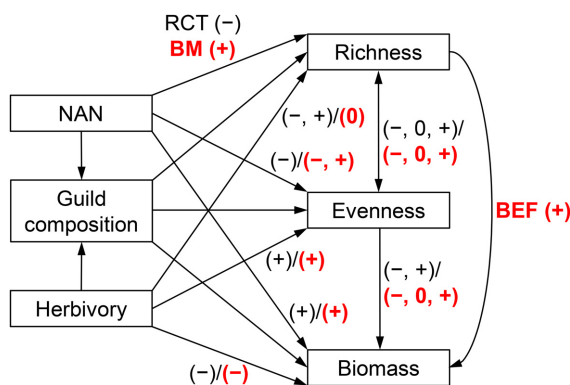 RCT (−)
BM (+)
Richness
NAN
(−, +)/(0)
(−, 0, +)/
(−, 0, +)
(−)/(−, +)
Guild
composition
Evenness
BEF (+)
(+)/(+)
(−, +)/
(−, 0, +)
Herbivory
(+)/(+)
(−)/(−)
Biomass